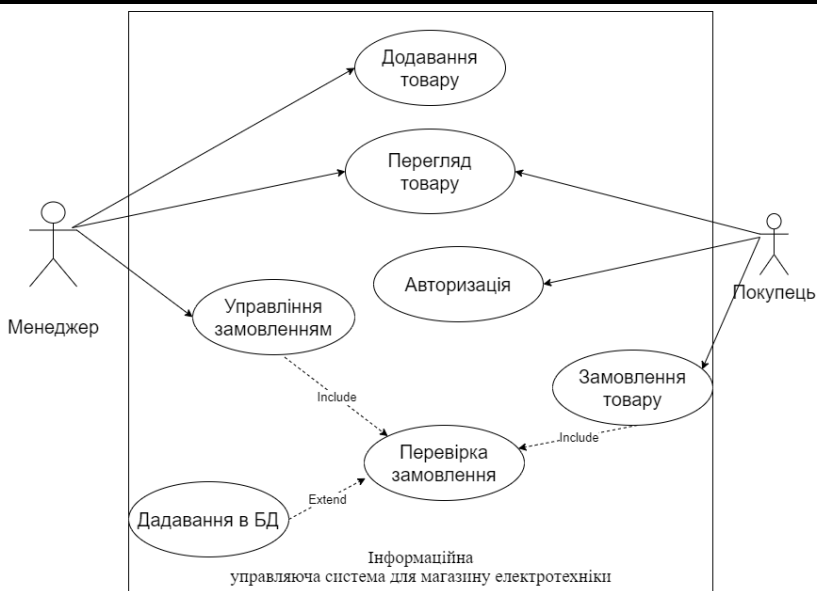 Додавання
товару
Перегляд
товару
Авторизація
Управління
замовленням
Менеджер
Покупець
Замовлення
товару
Include
Include
Перевірка
замовлення
Extend
Дадавання в БД
Інформаційна
управляюча система для магазину електротехніки